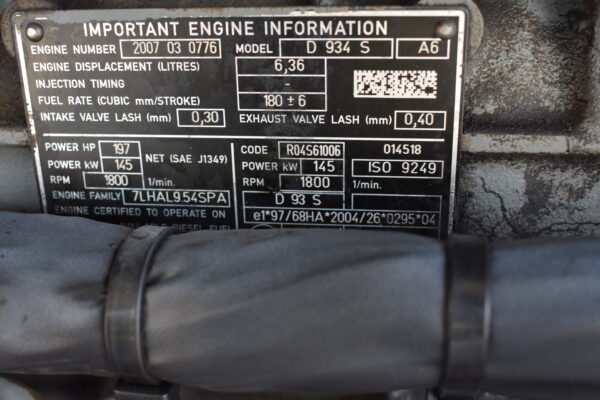 IMPORTANT ENGINE INFORMATION
ENGINE NUMBER 2007 03 0776 MODEL D 934 S A6
ENGINE DISPLACEMENT (LITRES) 6,36
INJECTION TIMING -
FUEL RATE (CUBIC mm/STROKE) 180 ± 6
INTAKE VALVE LASH (mm) 0,30 EXHAUST VALVE LASH (mm) 0,40
POWER HP 197 CODE R04S61006 014518
POWER kW 145 NET (SAE J1349) POWER kW 145 ISO 9249
RPM 1800 1/min. RPM 1800 1/min.
ENGINE FAMILY 7LHAL9.54SPA D 93 S
ENGINE CERTIFIED TO OPERATE ON e1*97/68HA*2004/26*0295*04
DIESEL FUEL